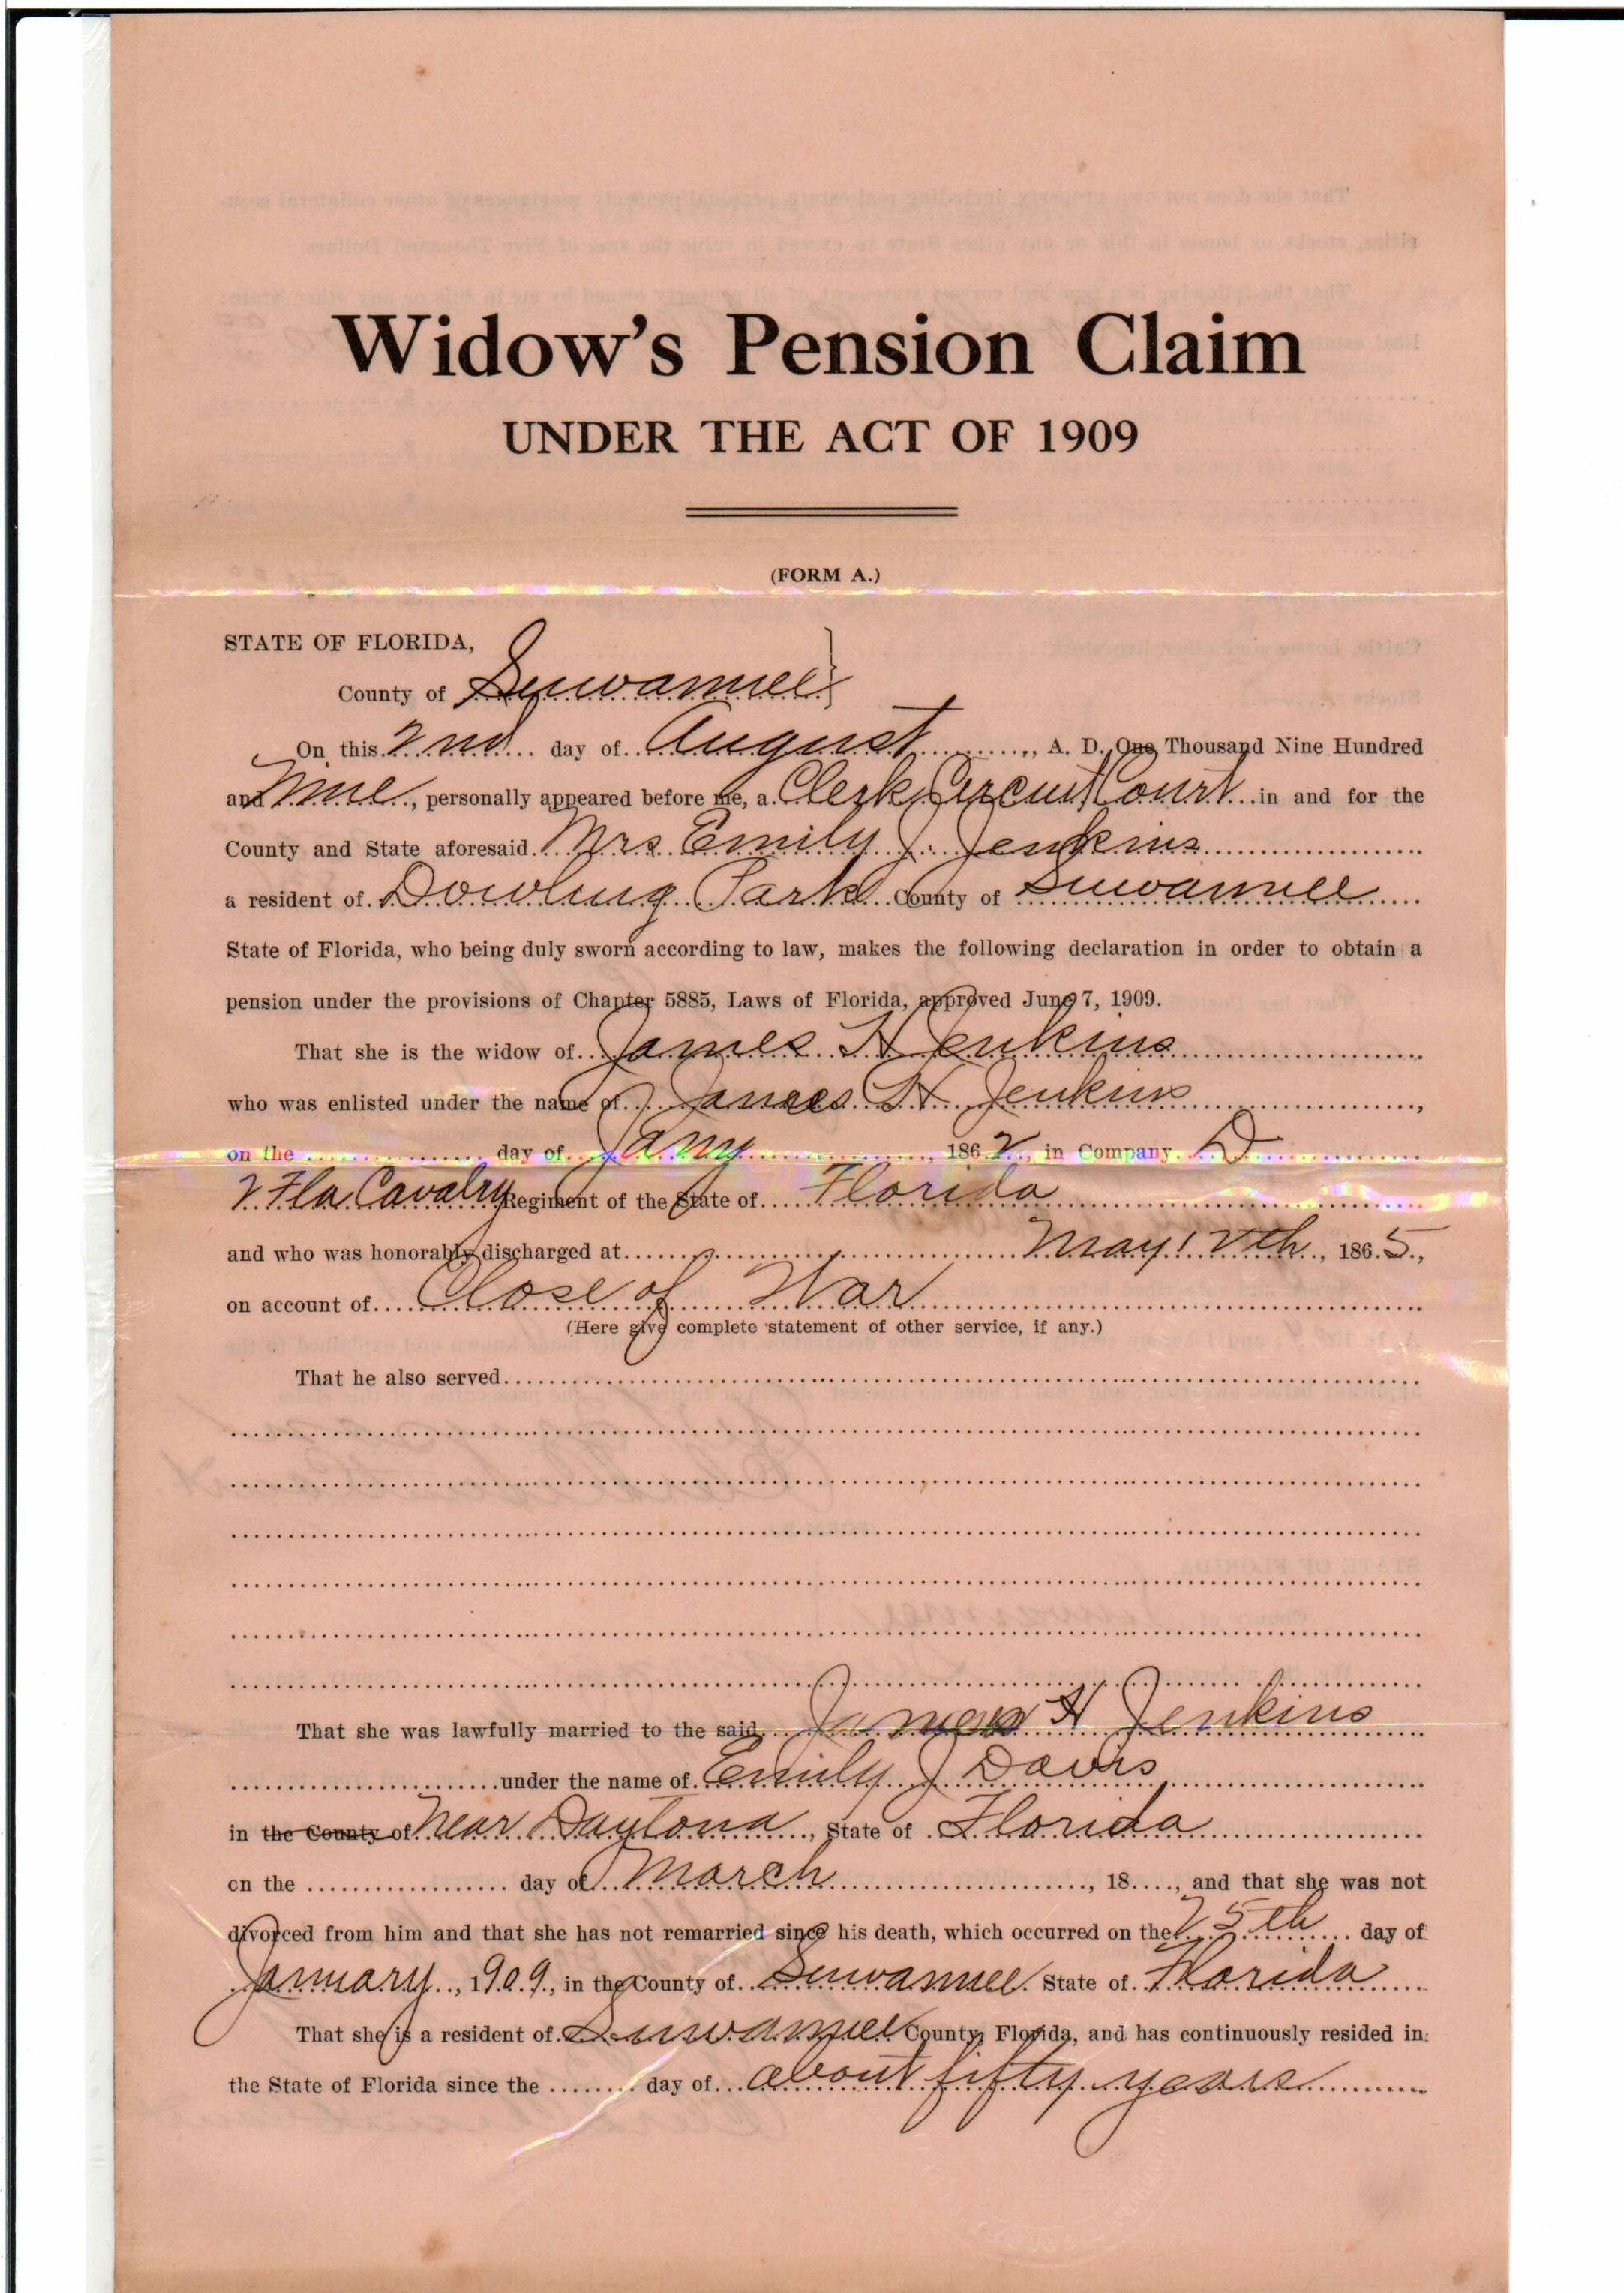 Widow's Pension Claim
UNDER THE ACT OF 1909
(FORM A.)
STATE OF FLORIDA,
County of Suwannee
On this 2nd day of August, A. D. One Thousand Nine Hundred
and Nine, personally appeared before me, a Clerk Circuit Court in and for the
County and State aforesaid Mrs Emily J. Jenkins
a resident of Dowling Park County of Suwannee
State of Florida, who being duly sworn according to law, makes the following declaration in order to obtain a
pension under the provisions of Chapter 5885, Laws of Florida, approved June 7, 1909.
That she is the widow of James H Jenkins
who was enlisted under the name of James H Jenkins,
on the day of Jany, 1862, in Company D
2 Fla Cavalry Regiment of the State of Florida
and who was honorably discharged at May 12th, 1865,
on account of Close of War
(Here give complete statement of other service, if any.)
That he also served
That she was lawfully married to the said James H Jenkins
under the name of Emily J Davis
in the County of Near Daytona, State of Florida
on the day of March, 18, and that she was not
divorced from him and that she has not remarried since his death, which occurred on the 25th day of
January, 1909, in the County of Suwannee State of Florida
That she is a resident of Suwannee County, Florida, and has continuously resided in
the State of Florida since the day of about fifty years